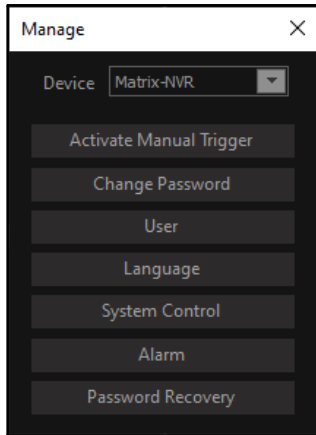 Manage
Device Matrix-NVR
Activate Manual Trigger
Change Password
User
Language
System Control
Alarm
Password Recovery